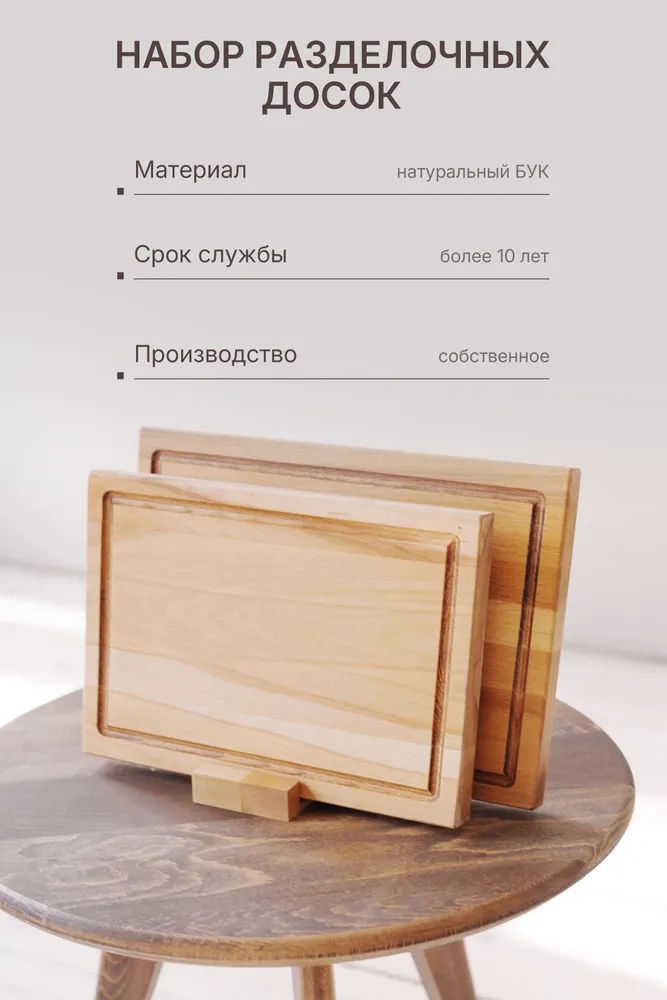 НАБОР РАЗДЕЛОЧНЫХ
ДОСОК
Материал натуральный БУК
Срок службы более 10 лет
Производство собственное